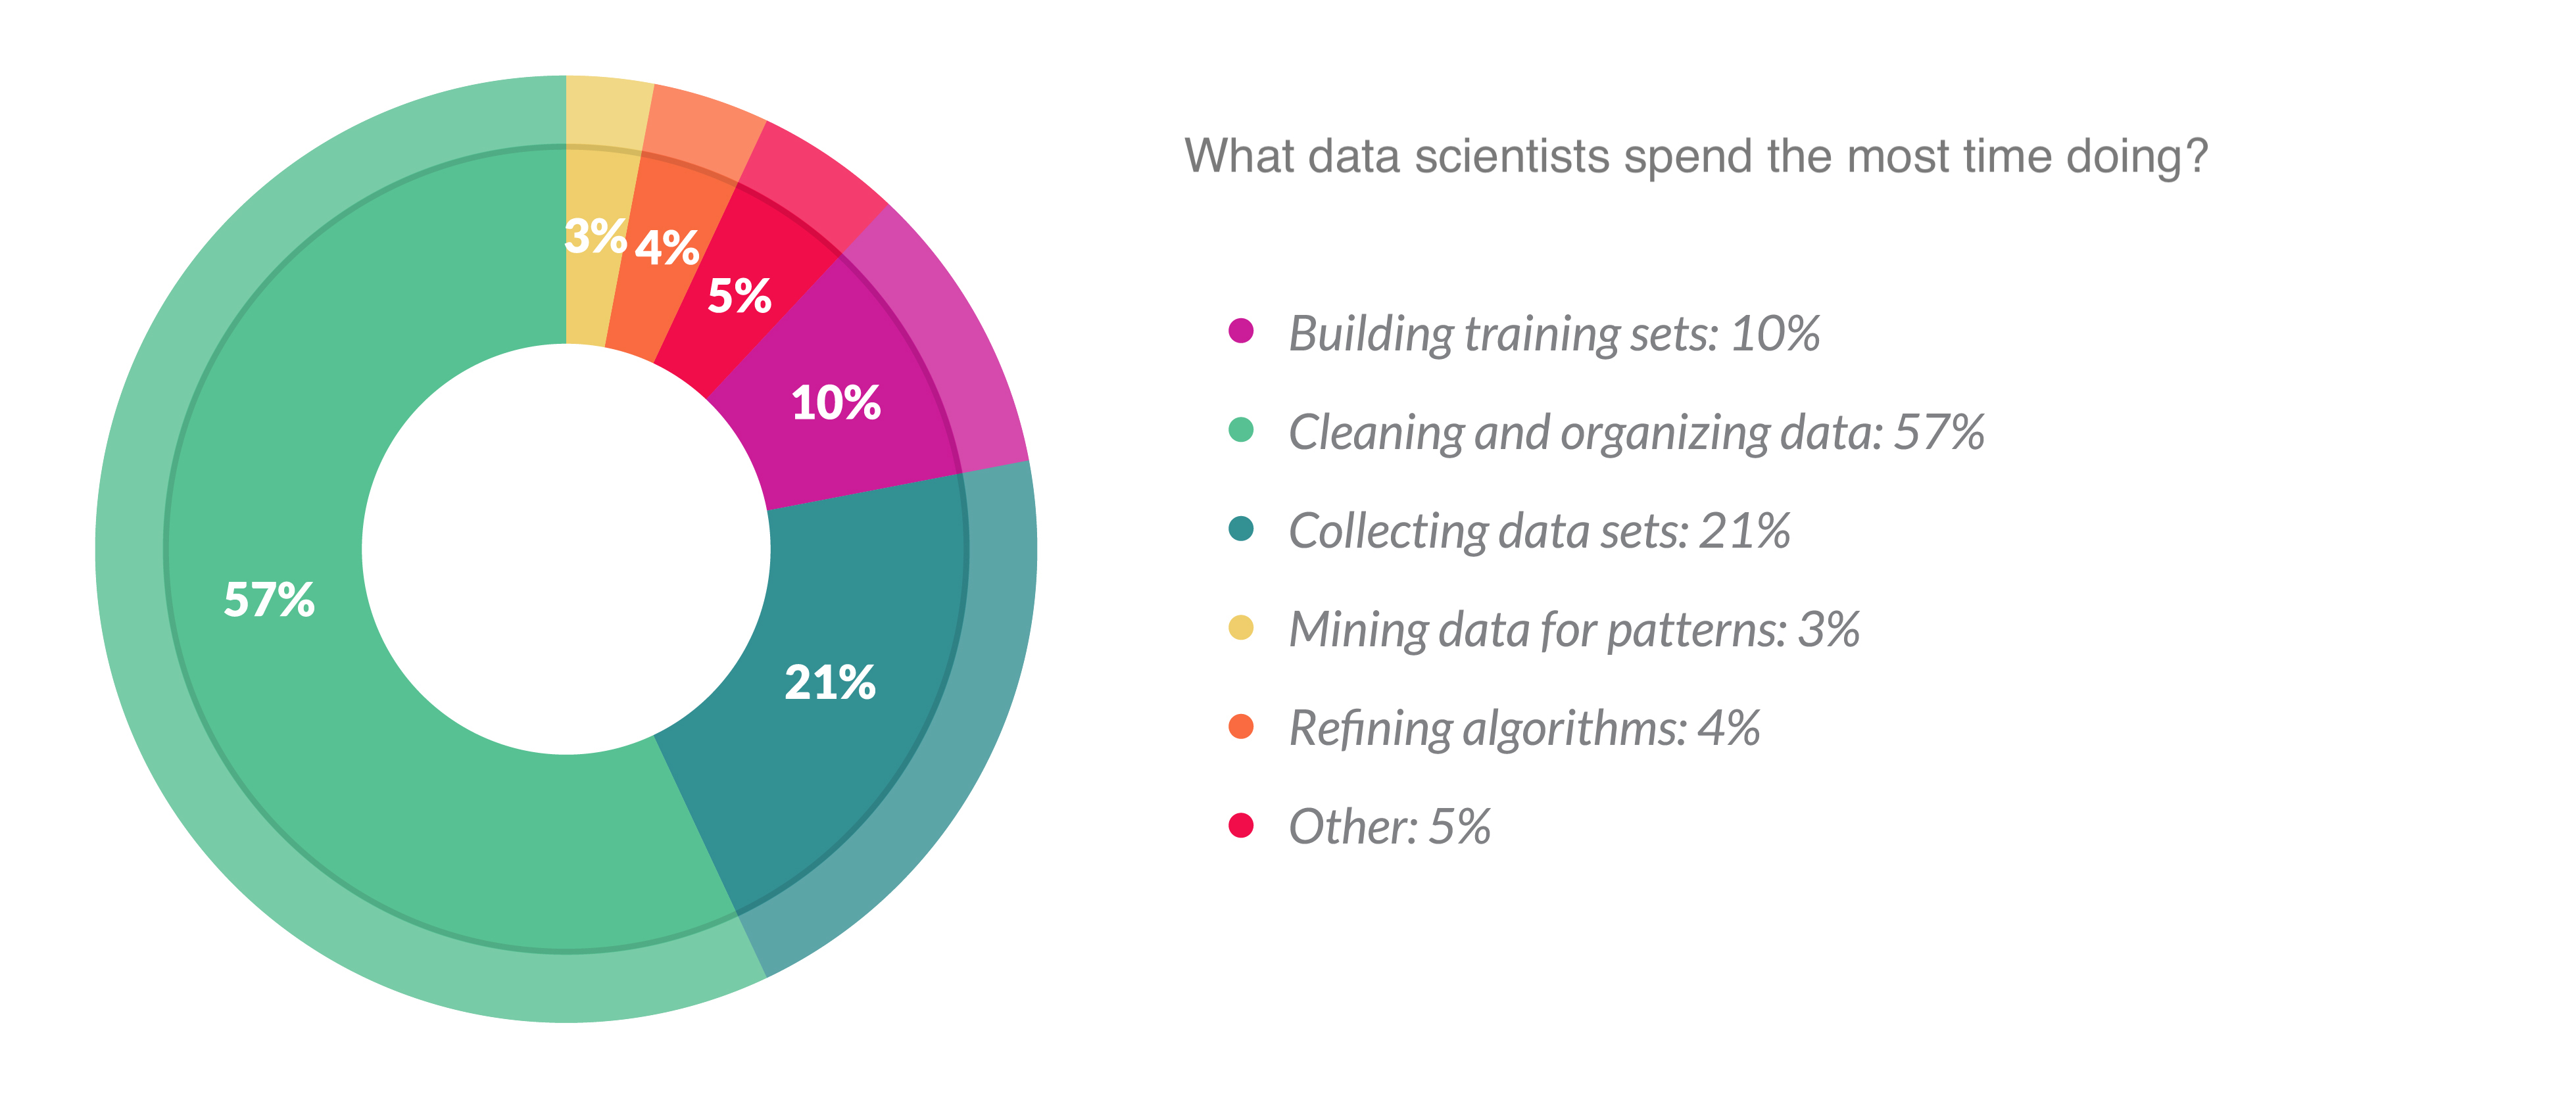 3%
4%
5%
10%
57%
21%
What data scientists spend the most time doing?
Building training sets: 10%
Cleaning and organizing data: 57%
Collecting data sets: 21%
Mining data for patterns: 3%
Refining algorithms: 4%
Other: 5%